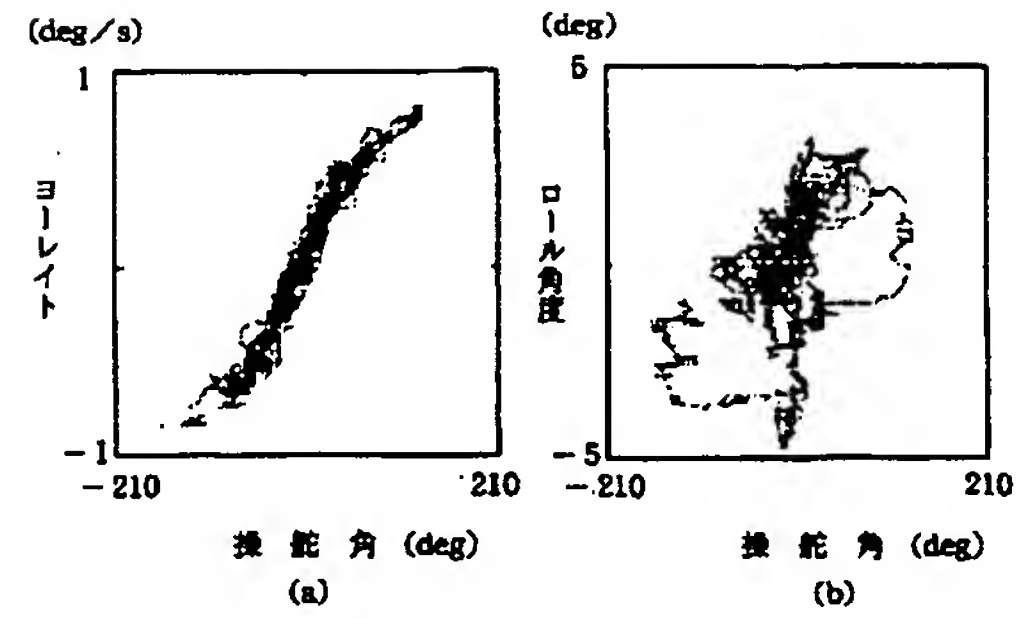 (deg/s)
1
ヨーレイト
-1
-210
210
操舵角 (deg)
(a)
(deg)
5
ロール角度
-5
-210
210
操舵角 (deg)
(b)